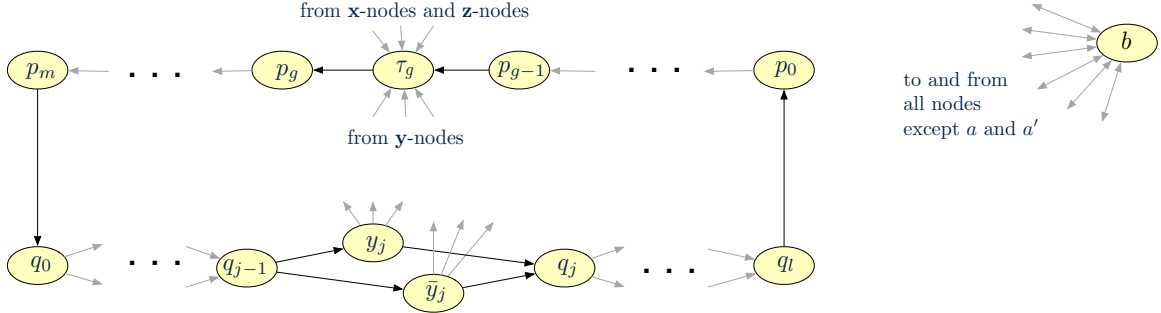 from x-nodes and z-nodes
b
p_m
. . .
p_g
τ_g
p_{g−1}
. . .
p_0
to and from
all nodes
except a and a′
from y-nodes
y_j
q_0
. . .
q_{j−1}
q_j
. . .
q_l
ȳ_j